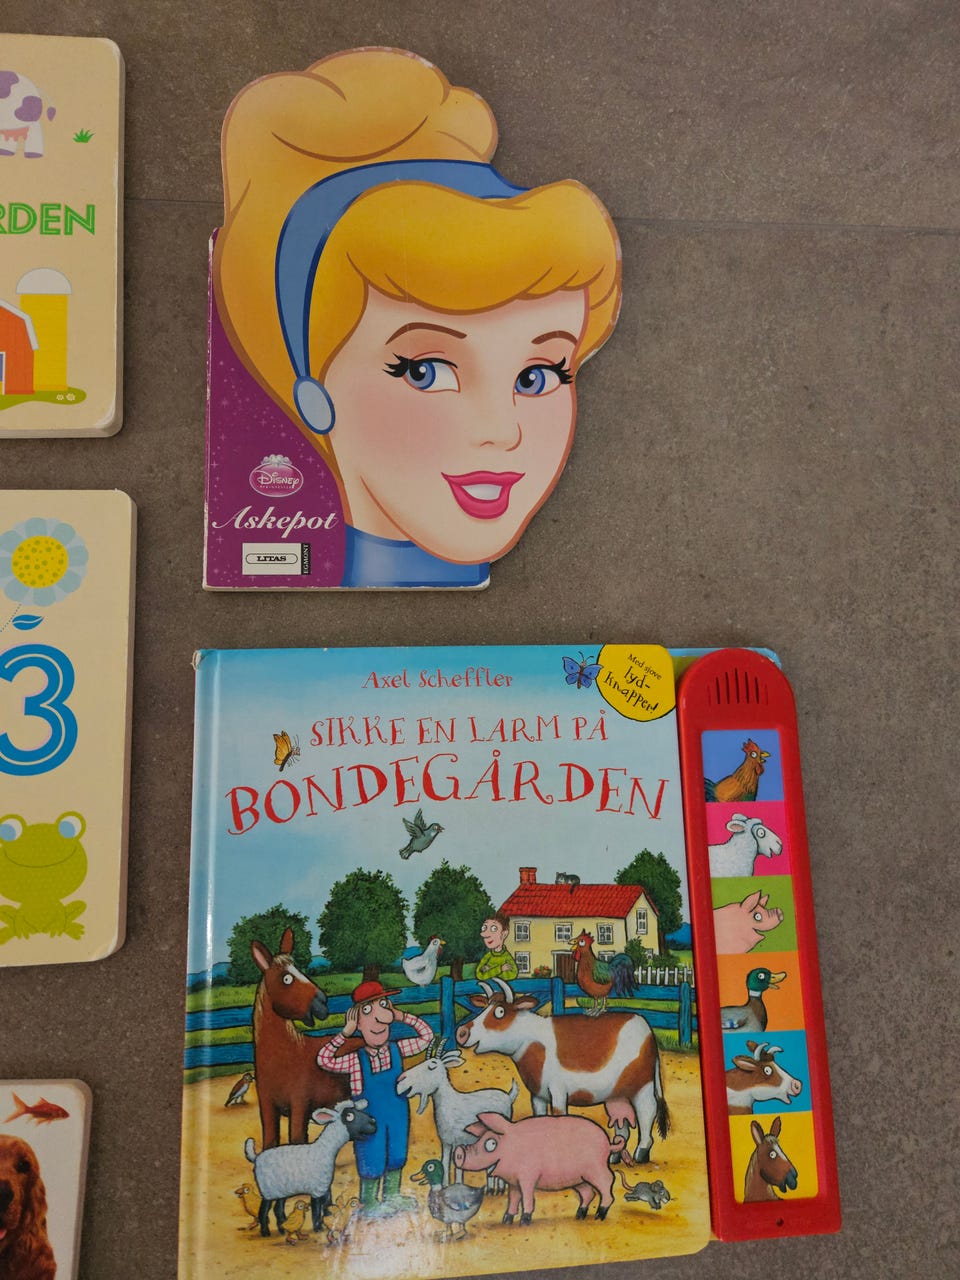 RDEN
3
Disney
Askepot
LITAS
EGMONT
Axel Scheffler
Med sjove
lyd-
knapper!
SIKKE EN LARM PÅ
BONDEGÅRDEN